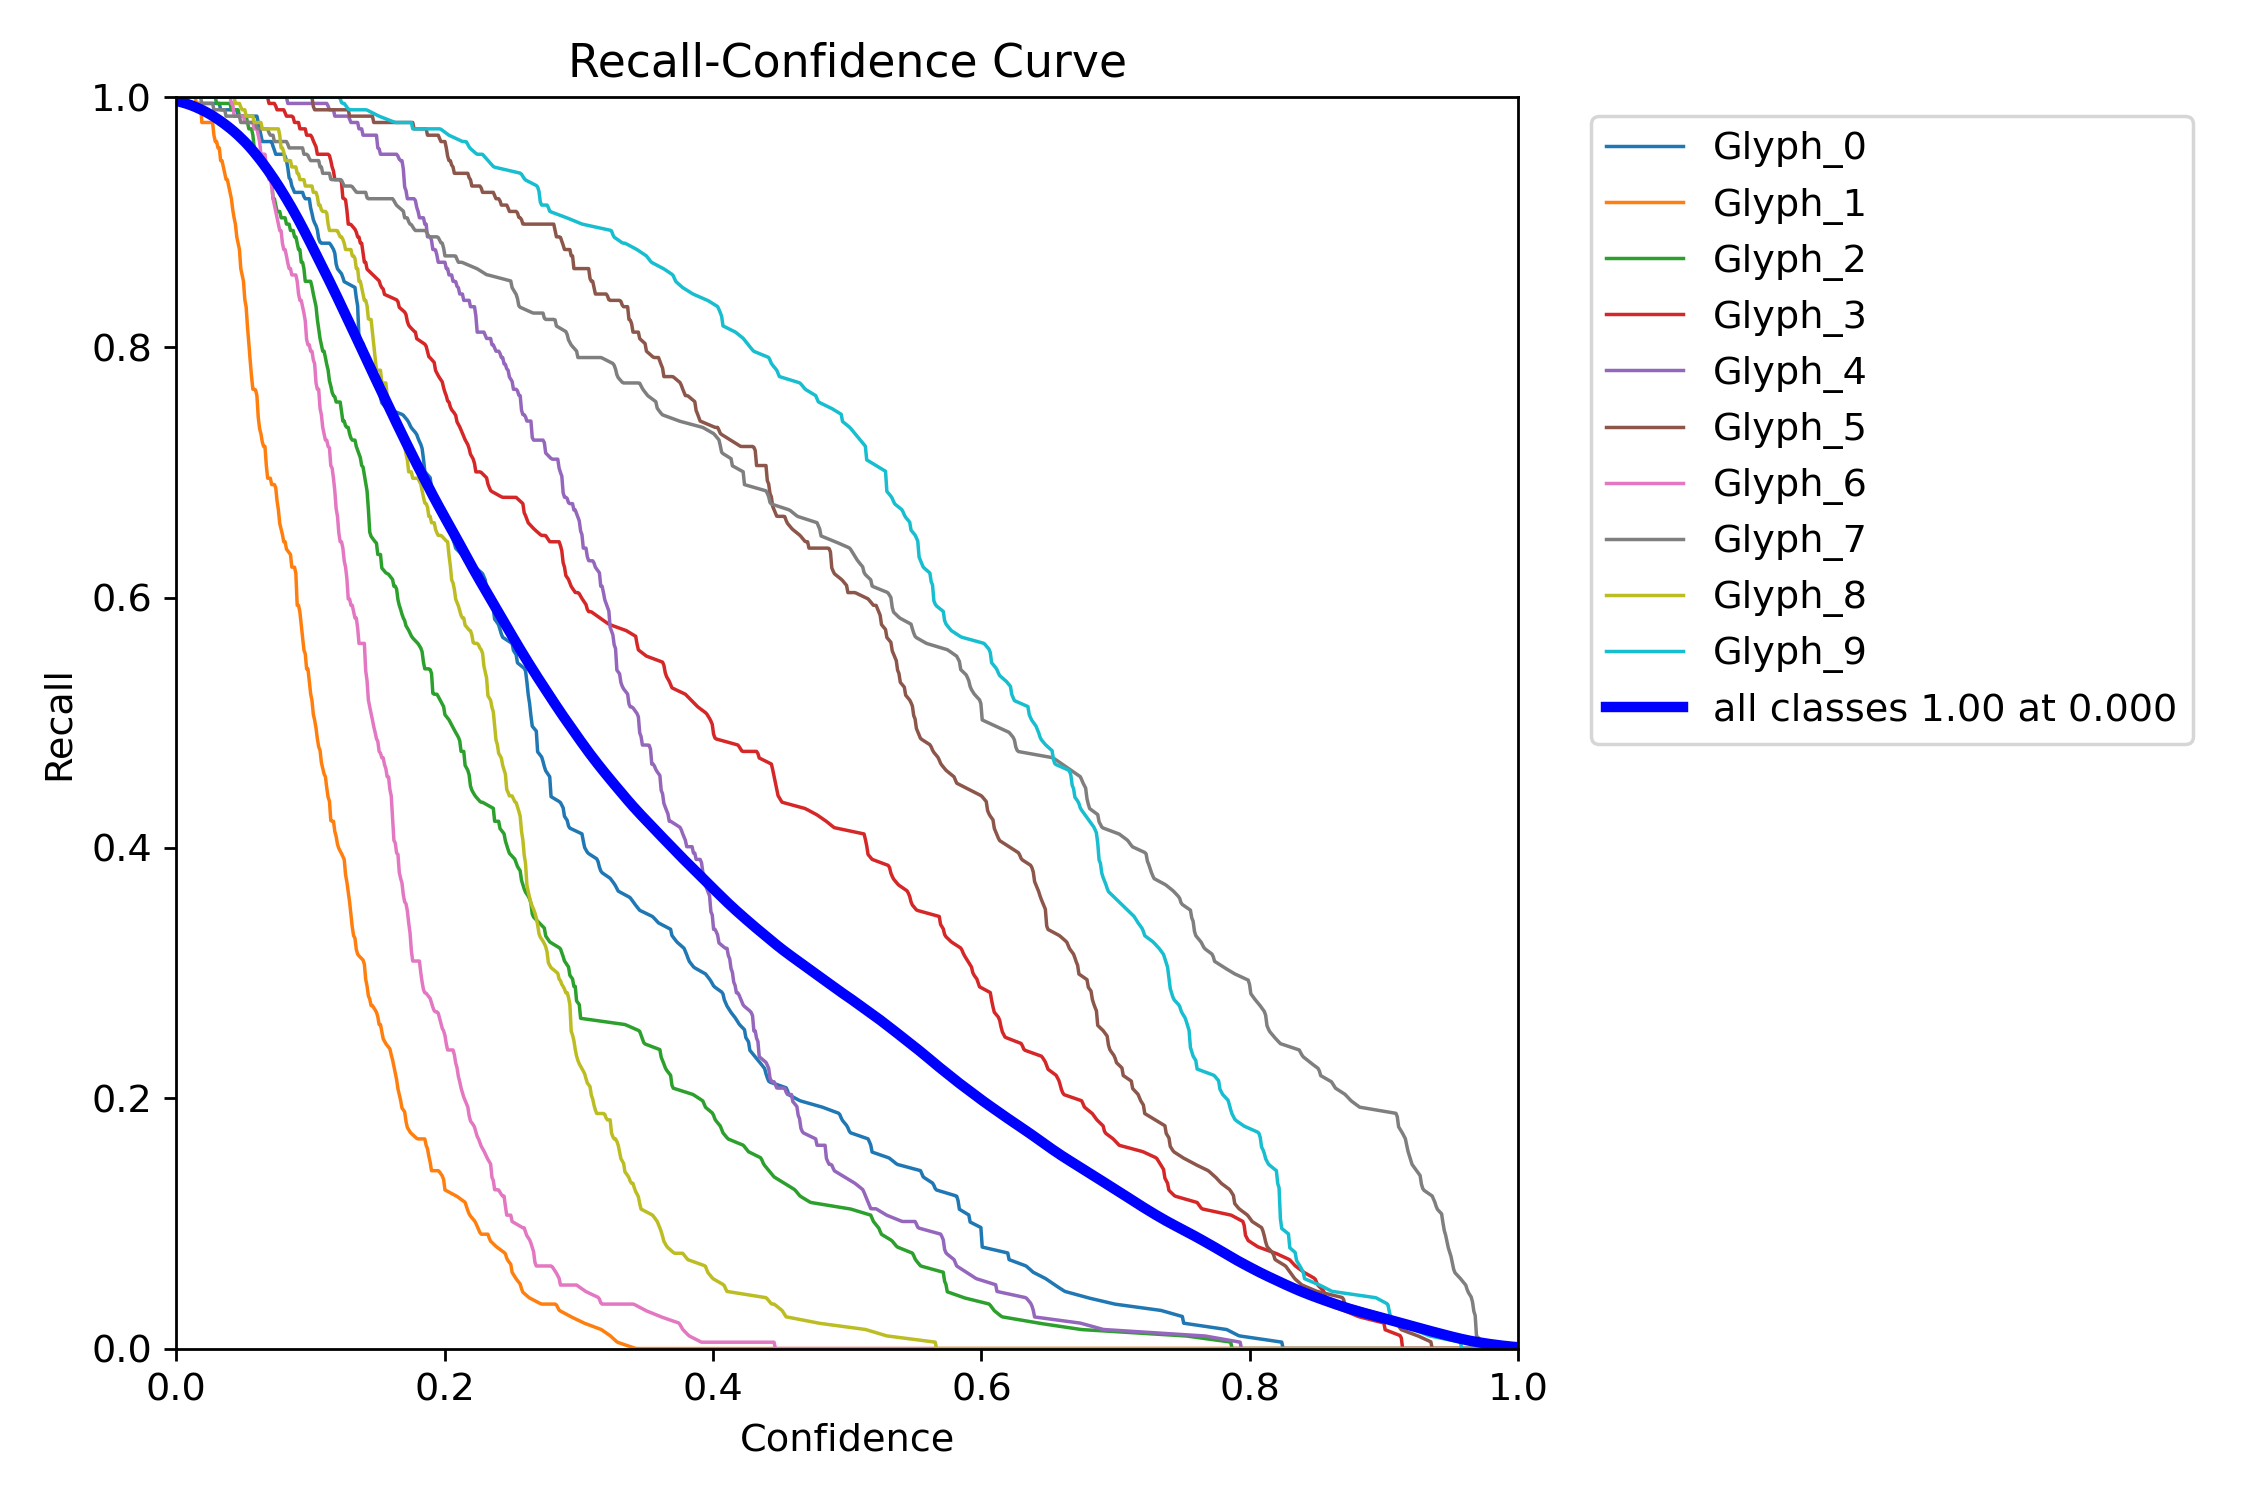 Recall-Confidence Curve
1.0
0.8
0.6
0.4
0.2
0.0
Recall
0.0 0.2 0.4 0.6 0.8 1.0
Confidence
Glyph_0
Glyph_1
Glyph_2
Glyph_3
Glyph_4
Glyph_5
Glyph_6
Glyph_7
Glyph_8
Glyph_9
all classes 1.00 at 0.000